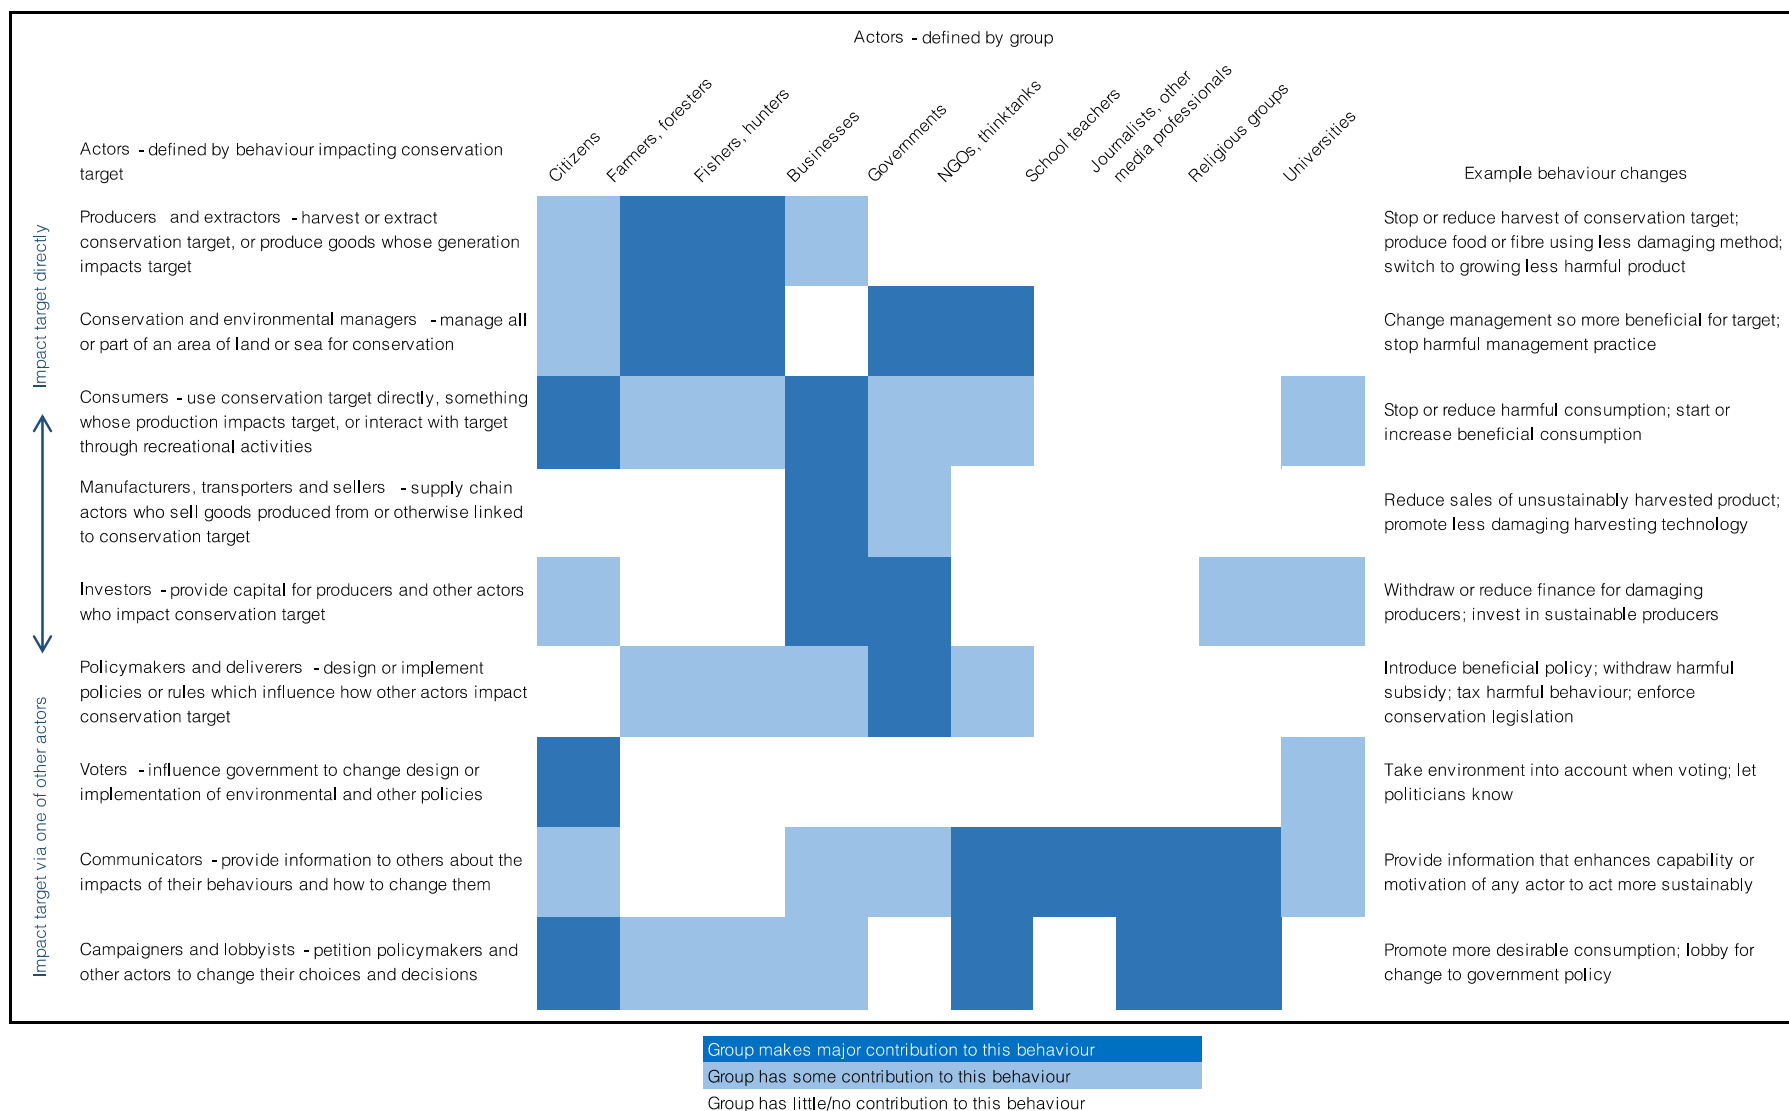 Actors - defined by group
Actors - defined by behaviour impacting conservation
target
Citizens
Farmers, foresters
Fishers, hunters
Businesses
Governments
NGOs, thinktanks
School teachers
Journalists, other
media professionals
Religious groups
Universities
Example behaviour changes
Impact target directly
Impact target via one of other actors
Producers and extractors - harvest or extract
conservation target, or produce goods whose generation
impacts target
Stop or reduce harvest of conservation target;
produce food or fibre using less damaging method;
switch to growing less harmful product
Conservation and environmental managers - manage all
or part of an area of land or sea for conservation
Change management so more beneficial for target;
stop harmful management practice
Consumers - use conservation target directly, something
whose production impacts target, or interact with target
through recreational activities
Stop or reduce harmful consumption; start or
increase beneficial consumption
Manufacturers, transporters and sellers - supply chain
actors who sell goods produced from or otherwise linked
to conservation target
Reduce sales of unsustainably harvested product;
promote less damaging harvesting technology
Investors - provide capital for producers and other actors
who impact conservation target
Withdraw or reduce finance for damaging
producers; invest in sustainable producers
Policymakers and deliverers - design or implement
policies or rules which influence how other actors impact
conservation target
Introduce beneficial policy; withdraw harmful
subsidy; tax harmful behaviour; enforce
conservation legislation
Voters - influence government to change design or
implementation of environmental and other policies
Take environment into account when voting; let
politicians know
Communicators - provide information to others about the
impacts of their behaviours and how to change them
Provide information that enhances capability or
motivation of any actor to act more sustainably
Campaigners and lobbyists - petition policymakers and
other actors to change their choices and decisions
Promote more desirable consumption; lobby for
change to government policy
Group makes major contribution to this behaviour
Group has some contribution to this behaviour
Group has little/no contribution to this behaviour